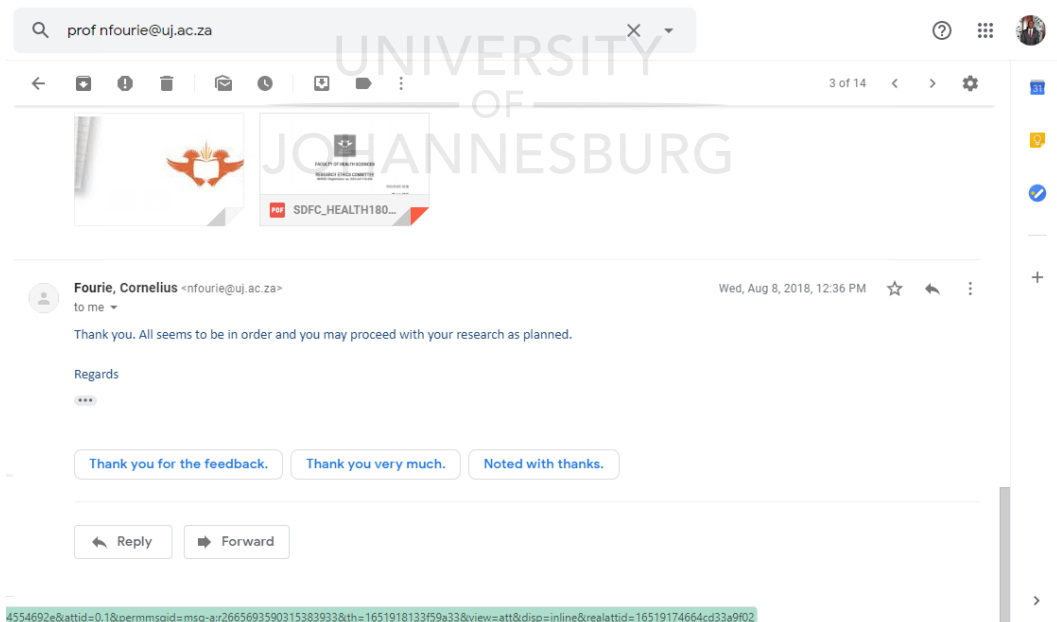 prof nfourie@uj.ac.za
UNIVERSITY
OF
JOHANNESBURG
3 of 14
31
FACULTY OF HEALTH SCIENCES
RESEARCH ETHICS COMMITTEE
PDF SDFC_HEALTH180...
Fourie, Cornelius <nfourie@uj.ac.za>
Wed, Aug 8, 2018, 12:36 PM
to me
Thank you. All seems to be in order and you may proceed with your research as planned.
Regards
Thank you for the feedback. Thank you very much. Noted with thanks.
Reply Forward
4554692e&attid=0.1&permmsgid=msg-a:r2665693590315383933&th=1651918133f59a33&view=att&disp=inline&realattid=16519174664cd33a9f02